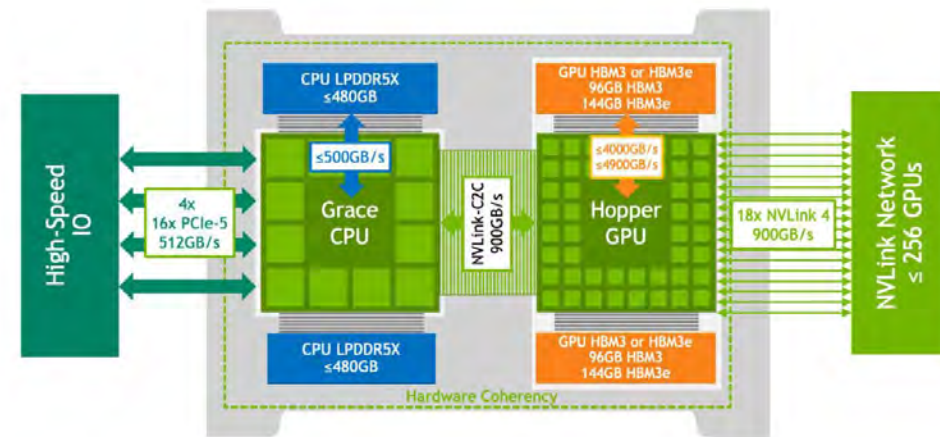 High-Speed
IO
4x
16x PCIe-5
512GB/s
CPU LPDDR5X
≤480GB
≤500GB/s
Grace
CPU
CPU LPDDR5X
≤480GB
NVLink-C2C
900GB/s
GPU HBM3 or HBM3e
96GB HBM3
144GB HBM3e
≤4000GB/s
≤4900GB/s
Hopper
GPU
GPU HBM3 or HBM3e
96GB HBM3
144GB HBM3e
Hardware Coherency
18x NVLink 4
900GB/s
NVLink Network
≤ 256 GPUs